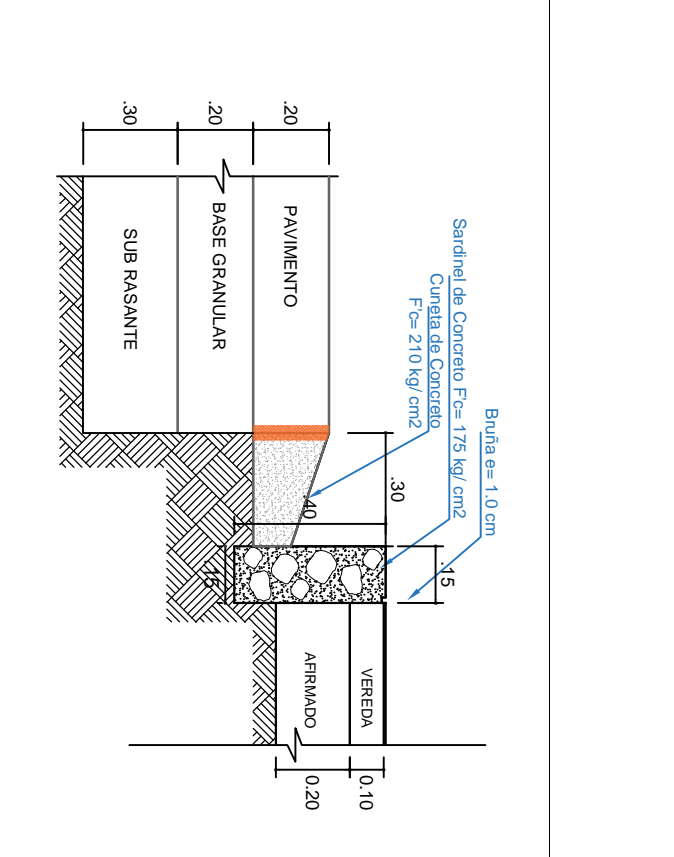 Bruña e= 1.0 cm
Sardinel de Concreto F'c= 175 kg/ cm2
Cuneta de Concreto
F'c= 210 kg/ cm2
.30
.15
.40
.15
.20
.20
.30
PAVIMENTO
BASE GRANULAR
SUB RASANTE
VEREDA
AFIRMADO
0.10
0.20